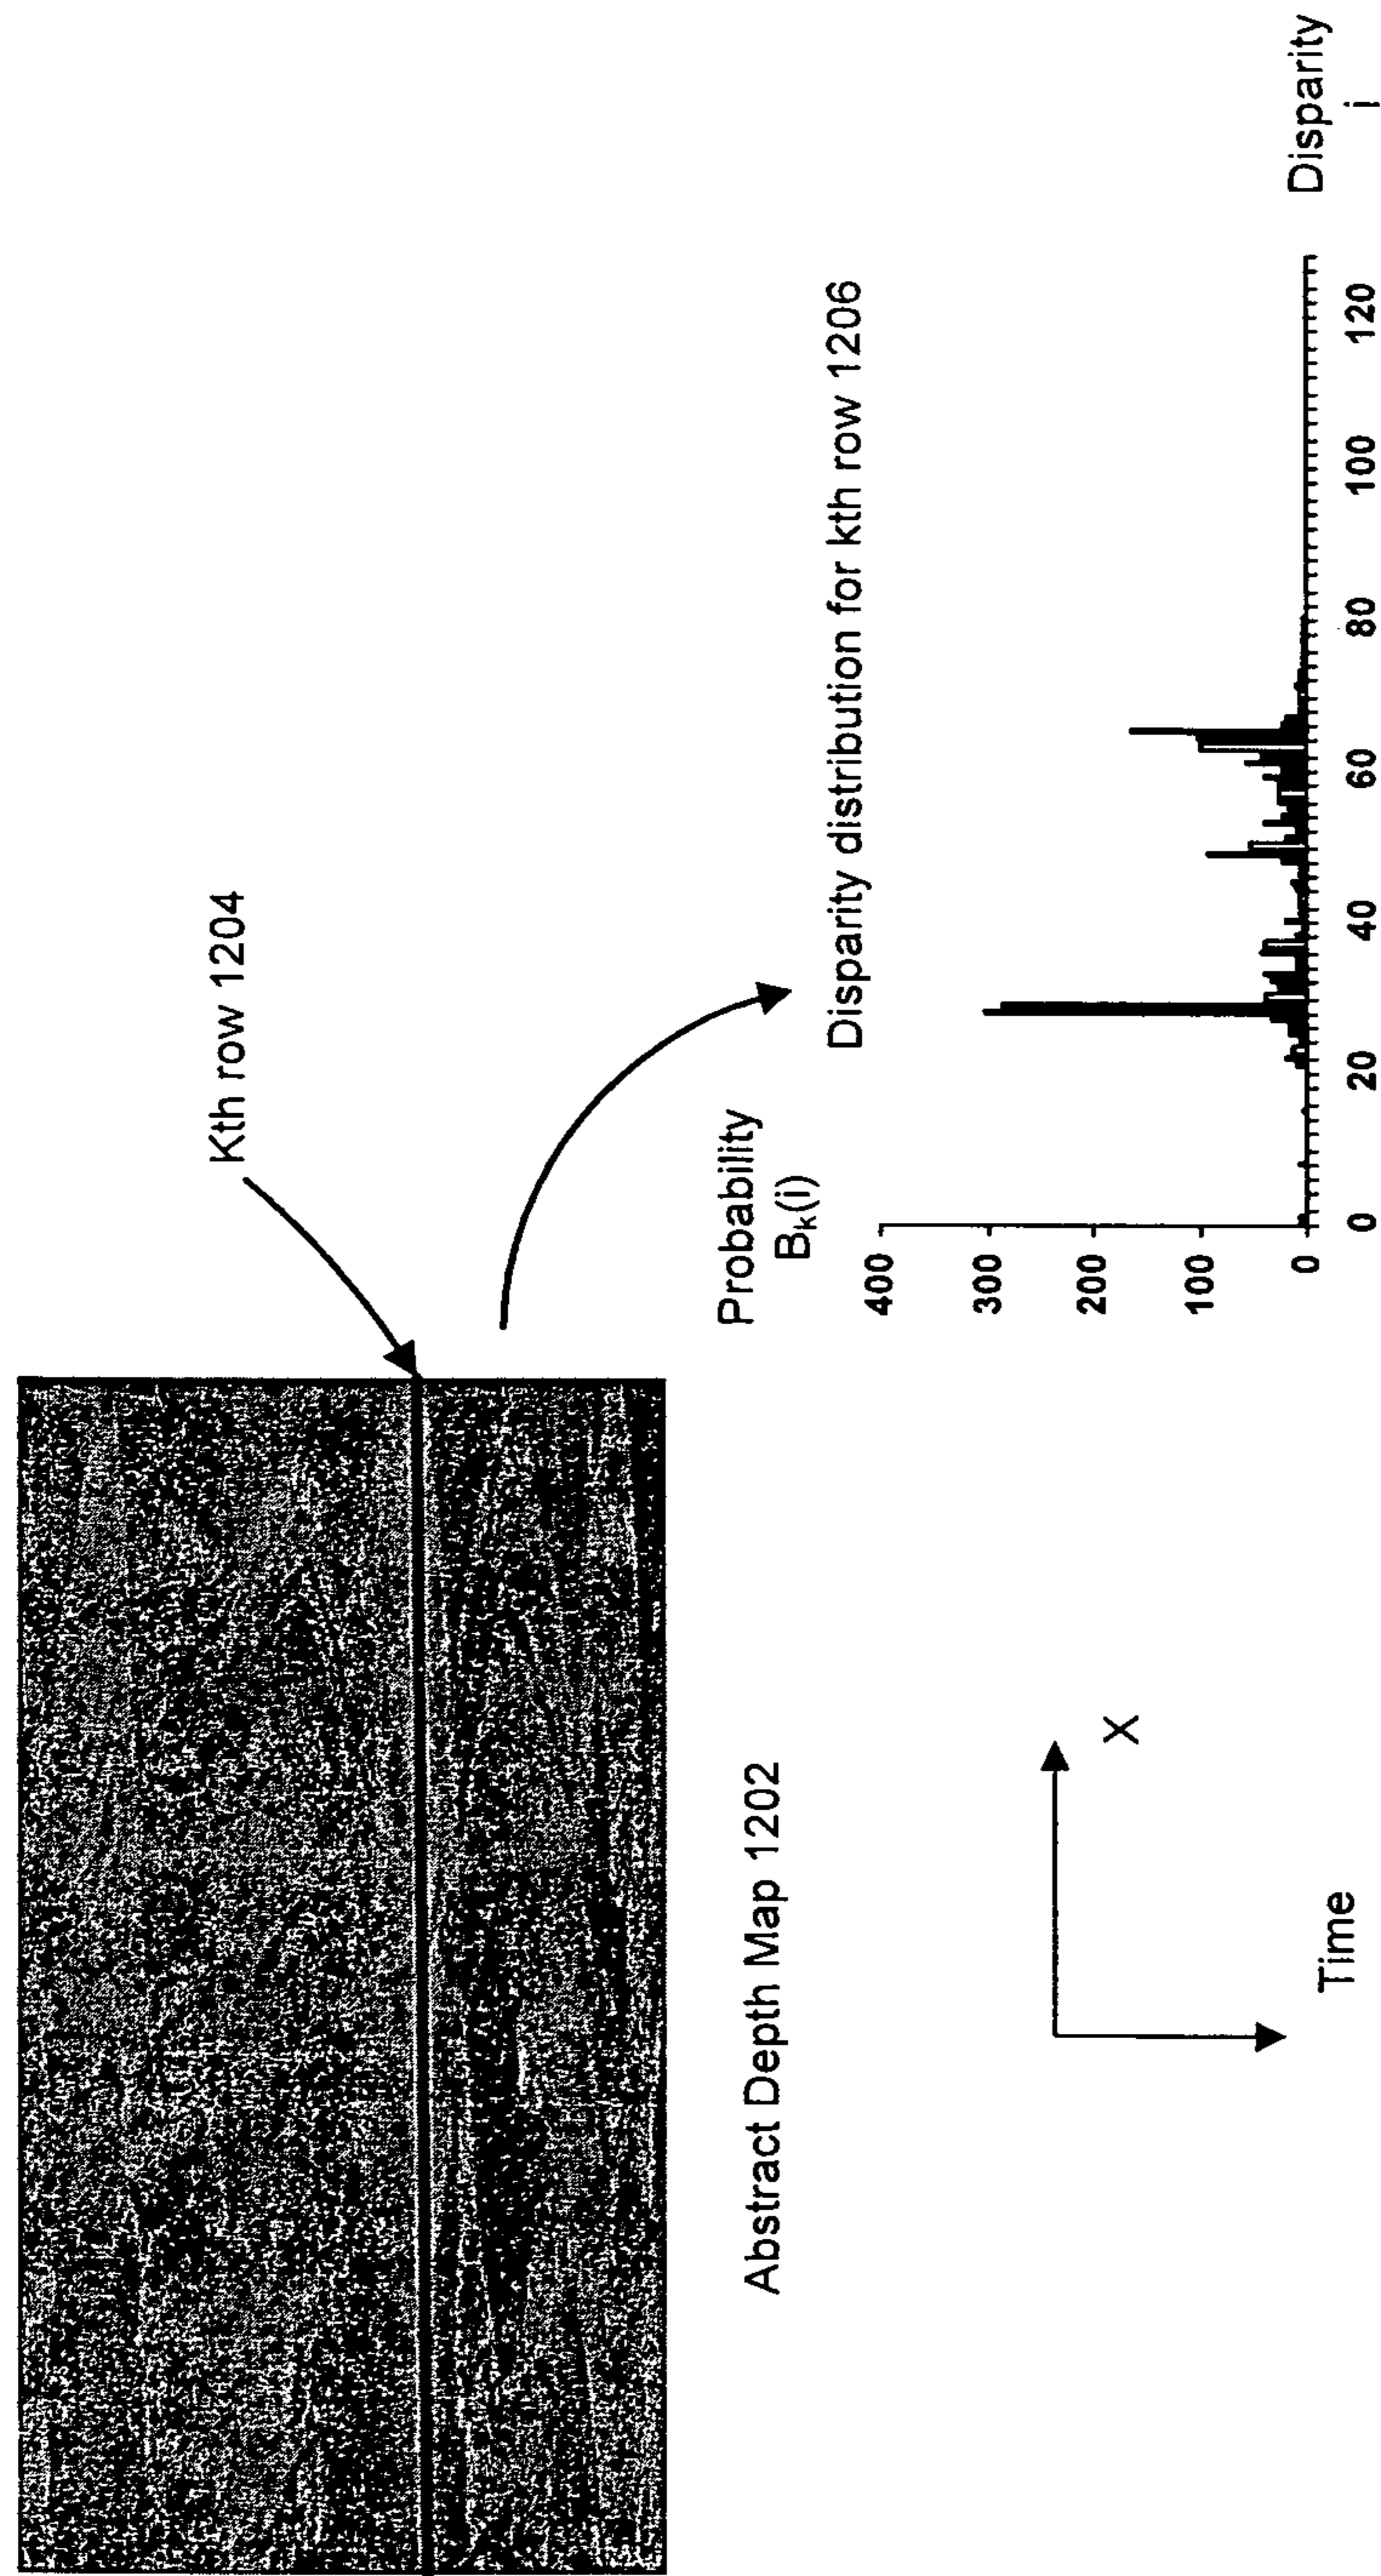 Kth row 1204
Abstract Depth Map 1202
X
Time
Probability
Bk(i)
Disparity distribution for kth row 1206
400
300
200
100
0
0 20 40 60 80 100 120
Disparity
i